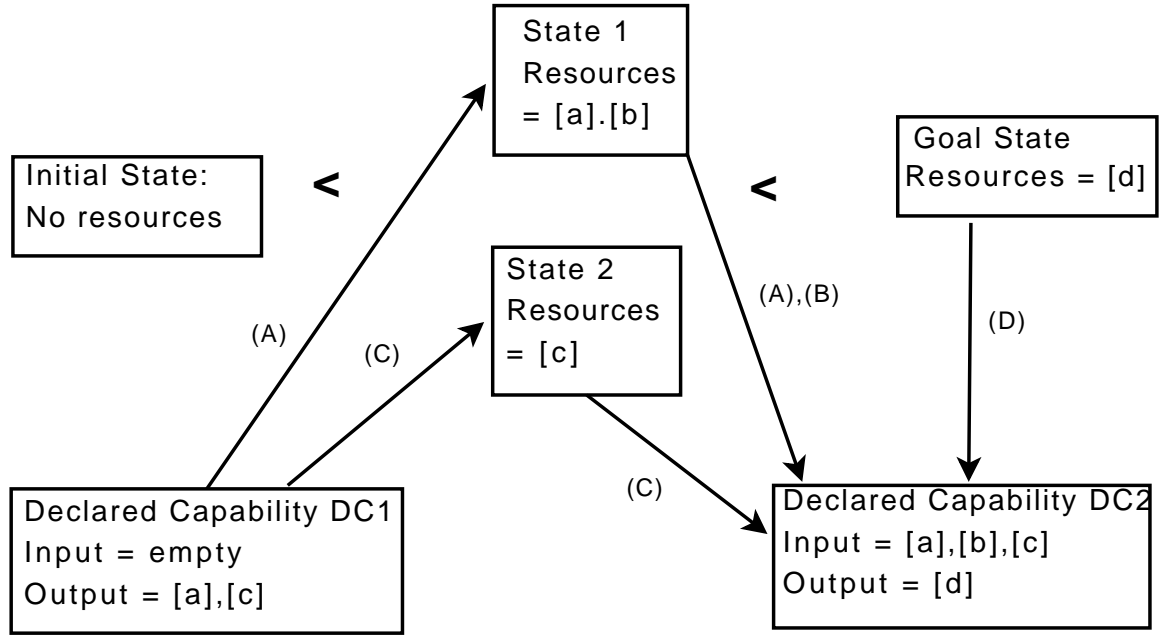 State 1
Resources
= [a].[b]
Initial State:
No resources
<
<
Goal State
Resources = [d]
State 2
Resources
= [c]
(A)
(C)
(A),(B)
(D)
(C)
Declared Capability DC1
Input = empty
Output = [a],[c]
Declared Capability DC2
Input = [a],[b],[c]
Output = [d]